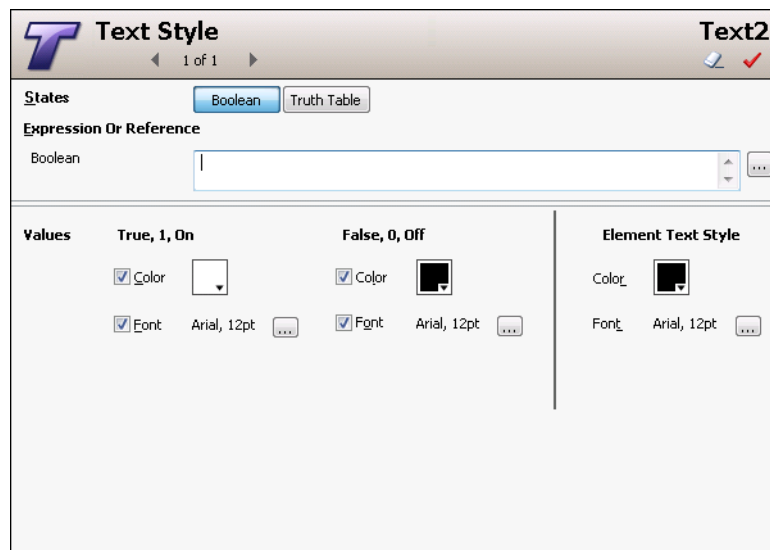 Text Style
Text2
1 of 1
States
Boolean
Truth Table
Expression Or Reference
Boolean
...
Values
True, 1, On
False, 0, Off
Element Text Style
Color
Color
Color
Font
Arial, 12pt
...
Font
Arial, 12pt
...
Font
Arial, 12pt
...